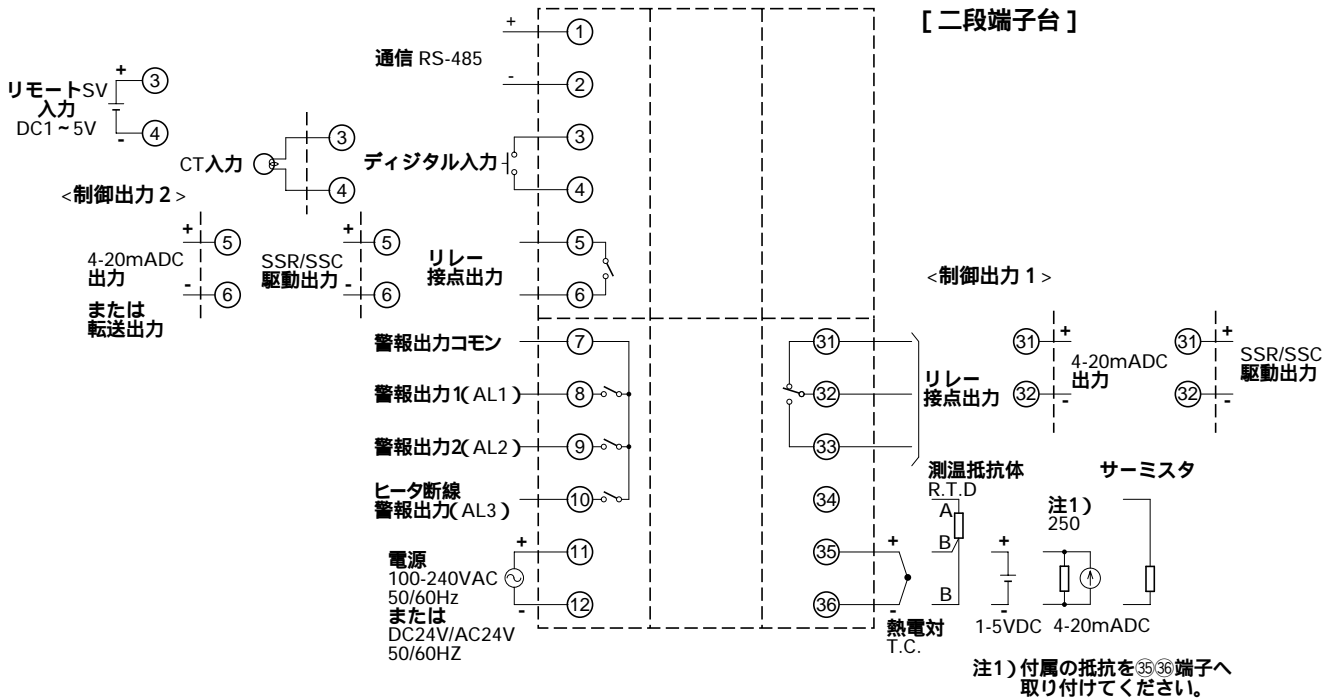 [ 二段端子台 ]
+
①
通信 RS-485
-
②
リモートSV
入力
DC1~5V
+
③
-
④
CT入力
③
④
ディジタル入力
③
④
<制御出力 2 >
+
⑤
4-20mADC
出力
-
⑥
または
転送出力
+
⑤
SSR/SSC
駆動出力
-
⑥
リレー
接点出力
⑤
⑥
警報出力コモン
⑦
警報出力1( AL1 )
⑧
警報出力2( AL2 )
⑨
ヒータ断線
警報出力( AL3 )
⑩
電源
100-240VAC
50/60Hz
または
DC24V/AC24V
50/60HZ
+
⑪
-
⑫
<制御出力 1 >
㉛
㉜
㉝
リレー
接点出力
㉛
+
4-20mADC
出力
㉜
-
㉛
+
SSR/SSC
駆動出力
㉜
-
㉞
㉟
㊱
+
-
熱電対
T.C.
測温抵抗体
R.T.D
A
B
B
+
-
1-5VDC
注1 )
250
4-20mADC
サーミスタ
注1 ) 付属の抵抗を㉟㊱端子へ
取り付けてください。